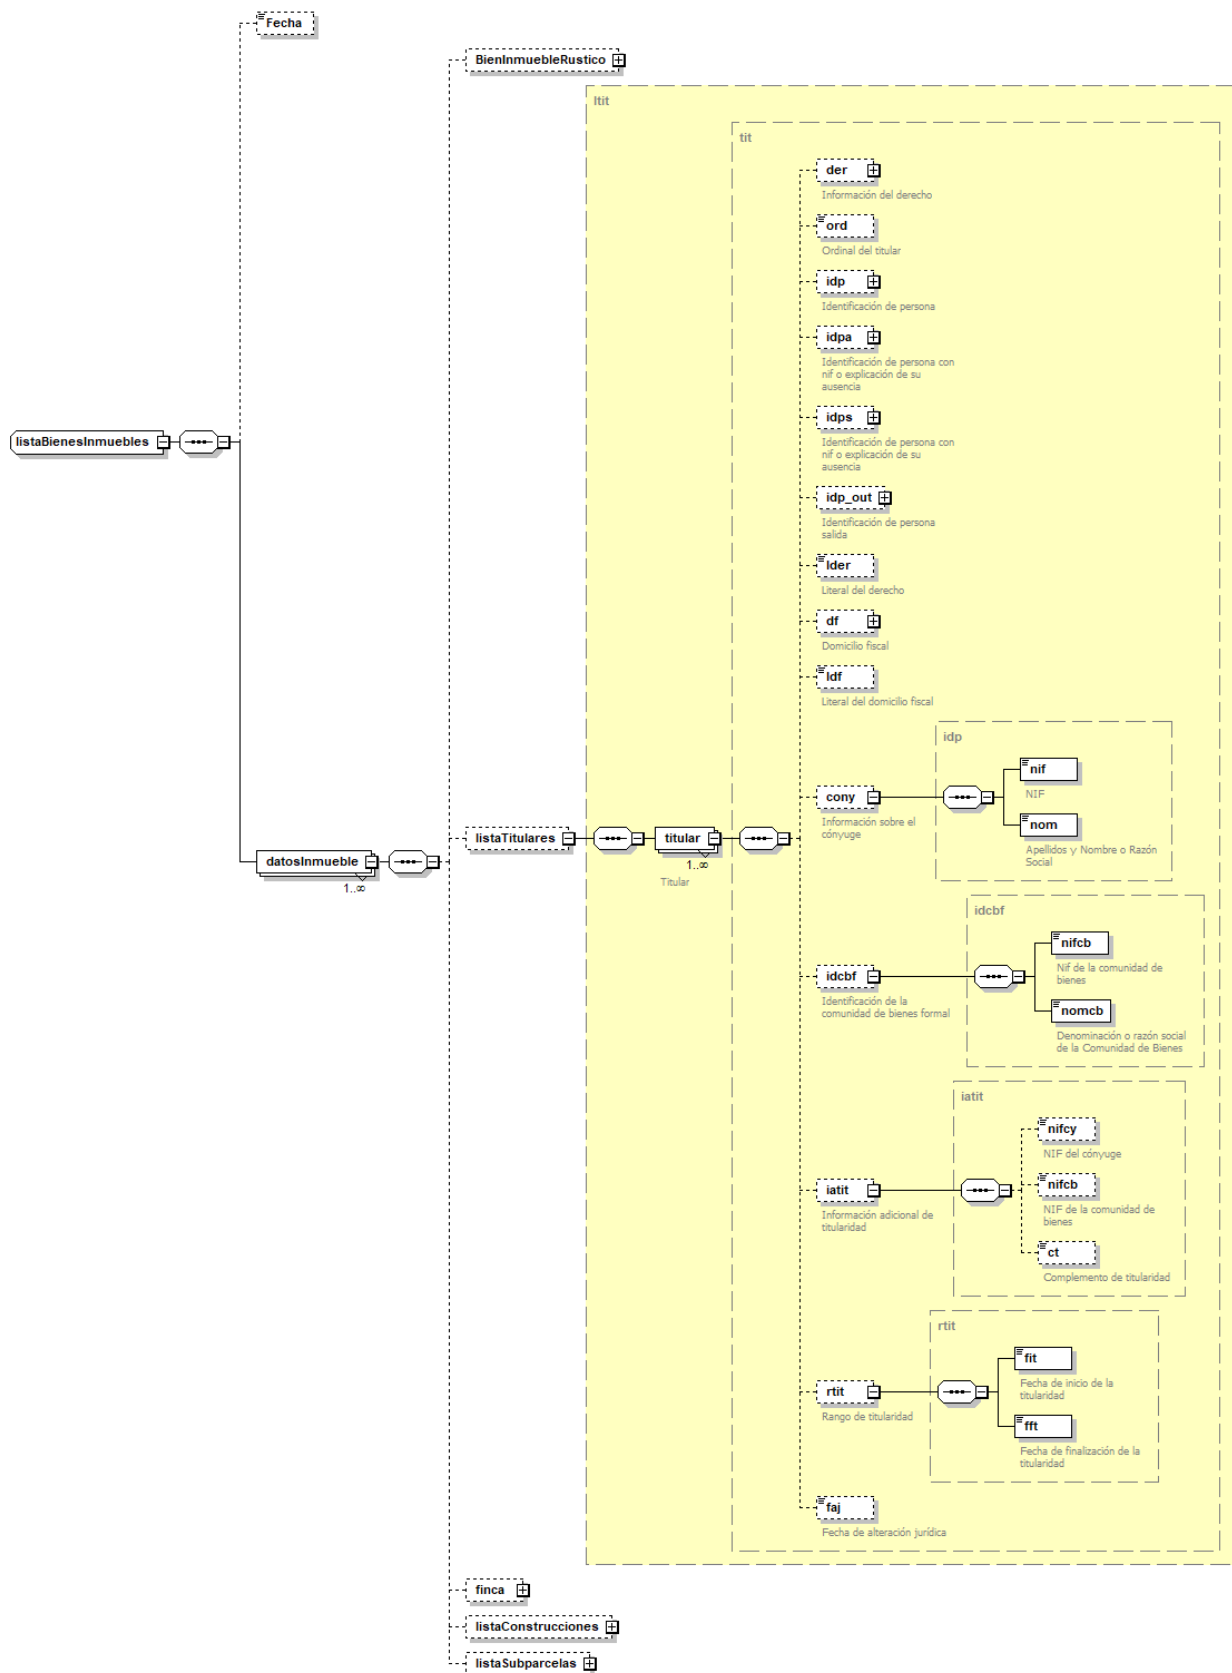 Fecha
BienInmuebleRustico
ltit
tit
der
Información del derecho
ord
Ordinal del titular
idp
Identificación de persona
idpa
Identificación de persona con
nif o explicación de su
ausencia
idps
Identificación de persona con
nif o explicación de su
ausencia
listaBienesInmuebles
idp_out
Identificación de persona
salida
lder
Literal del derecho
df
Domicilio fiscal
ldf
Literal del domicilio fiscal
idp
nif
NIF
cony
Información sobre el
cónyuge
nom
Apellidos y Nombre o Razón
Social
datosInmueble
1..∞
listaTitulares
titular
1..∞
Titular
idcbf
nifcb
Nif de la comunidad de
bienes
idcbf
Identificación de la
comunidad de bienes formal
nomcb
Denominación o razón social
de la Comunidad de Bienes
iatit
nifcy
NIF del cónyuge
iatit
Información adicional de
titularidad
nifcb
NIF de la comunidad de
bienes
ct
Complemento de titularidad
rtit
fit
Fecha de inicio de la
titularidad
rtit
Rango de titularidad
fft
Fecha de finalización de la
titularidad
faj
Fecha de alteración jurídica
finca
listaConstrucciones
listaSubparcelas